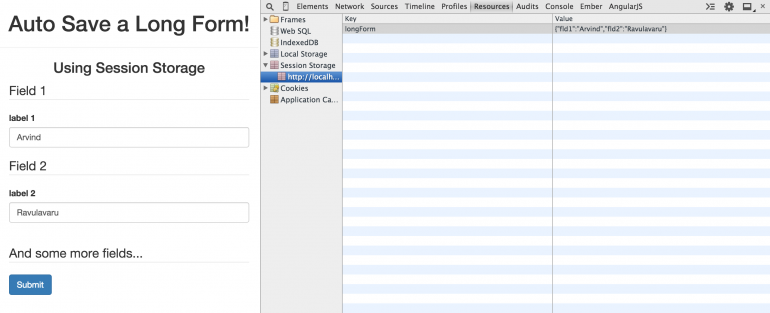 Auto Save a Long Form!
Using Session Storage
Field 1
label 1
Arvind
Field 2
label 2
Ravulavaru
And some more fields...
Submit
Elements Network Sources Timeline Profiles Resources Audits Console Ember AngularJS
Frames
Web SQL
IndexedDB
Local Storage
Session Storage
http://localh...
Cookies
Application Ca...
Key Value
longForm {"fld1":"Arvind","fld2":"Ravulavaru"}